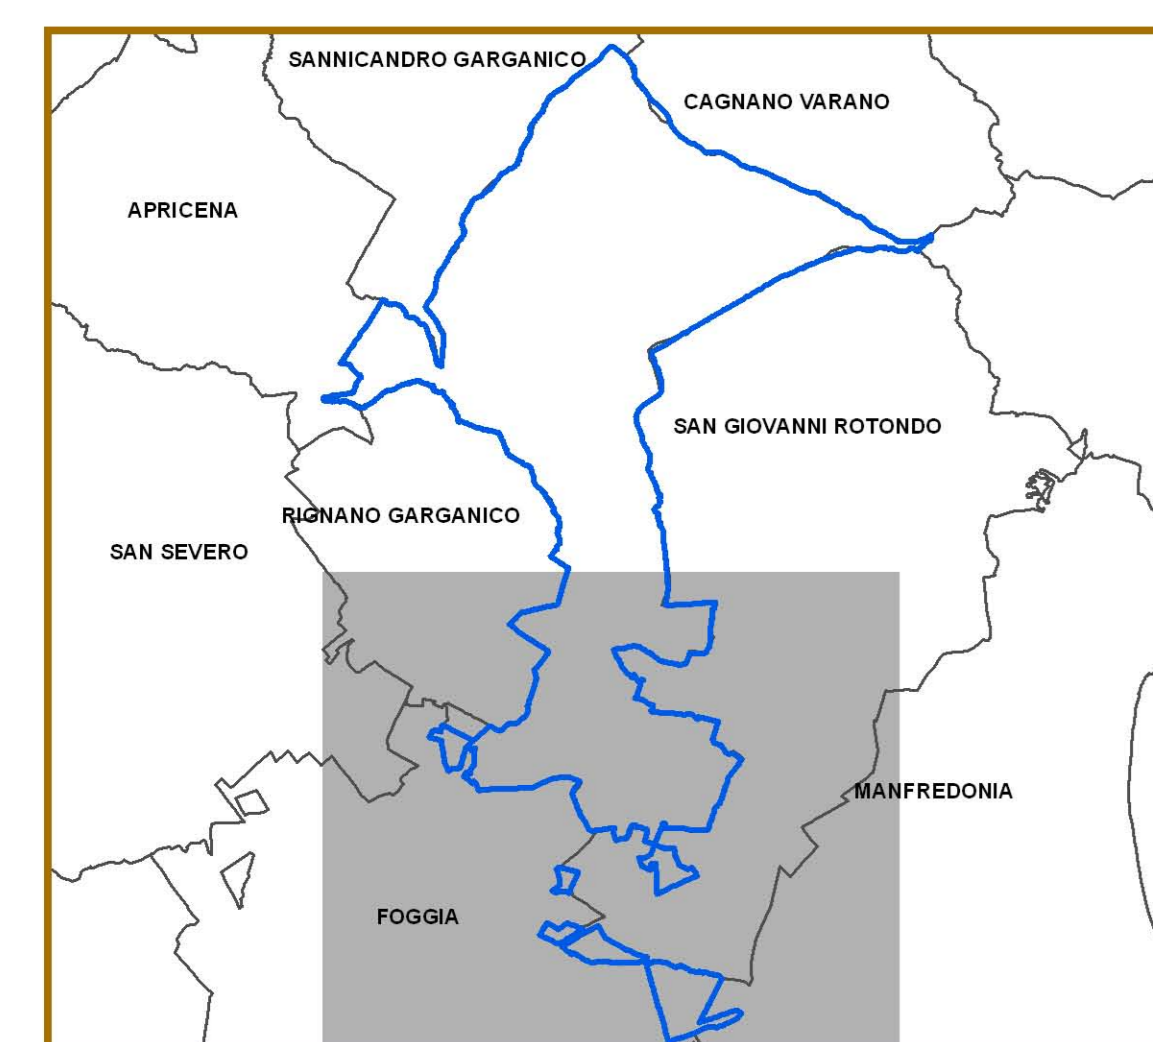 SANNICANDRO GARGANICO
CAGNANO VARANO
APRICENA
SAN GIOVANNI ROTONDO
RIGNANO GARGANICO
SAN SEVERO
MANFREDONIA
FOGGIA